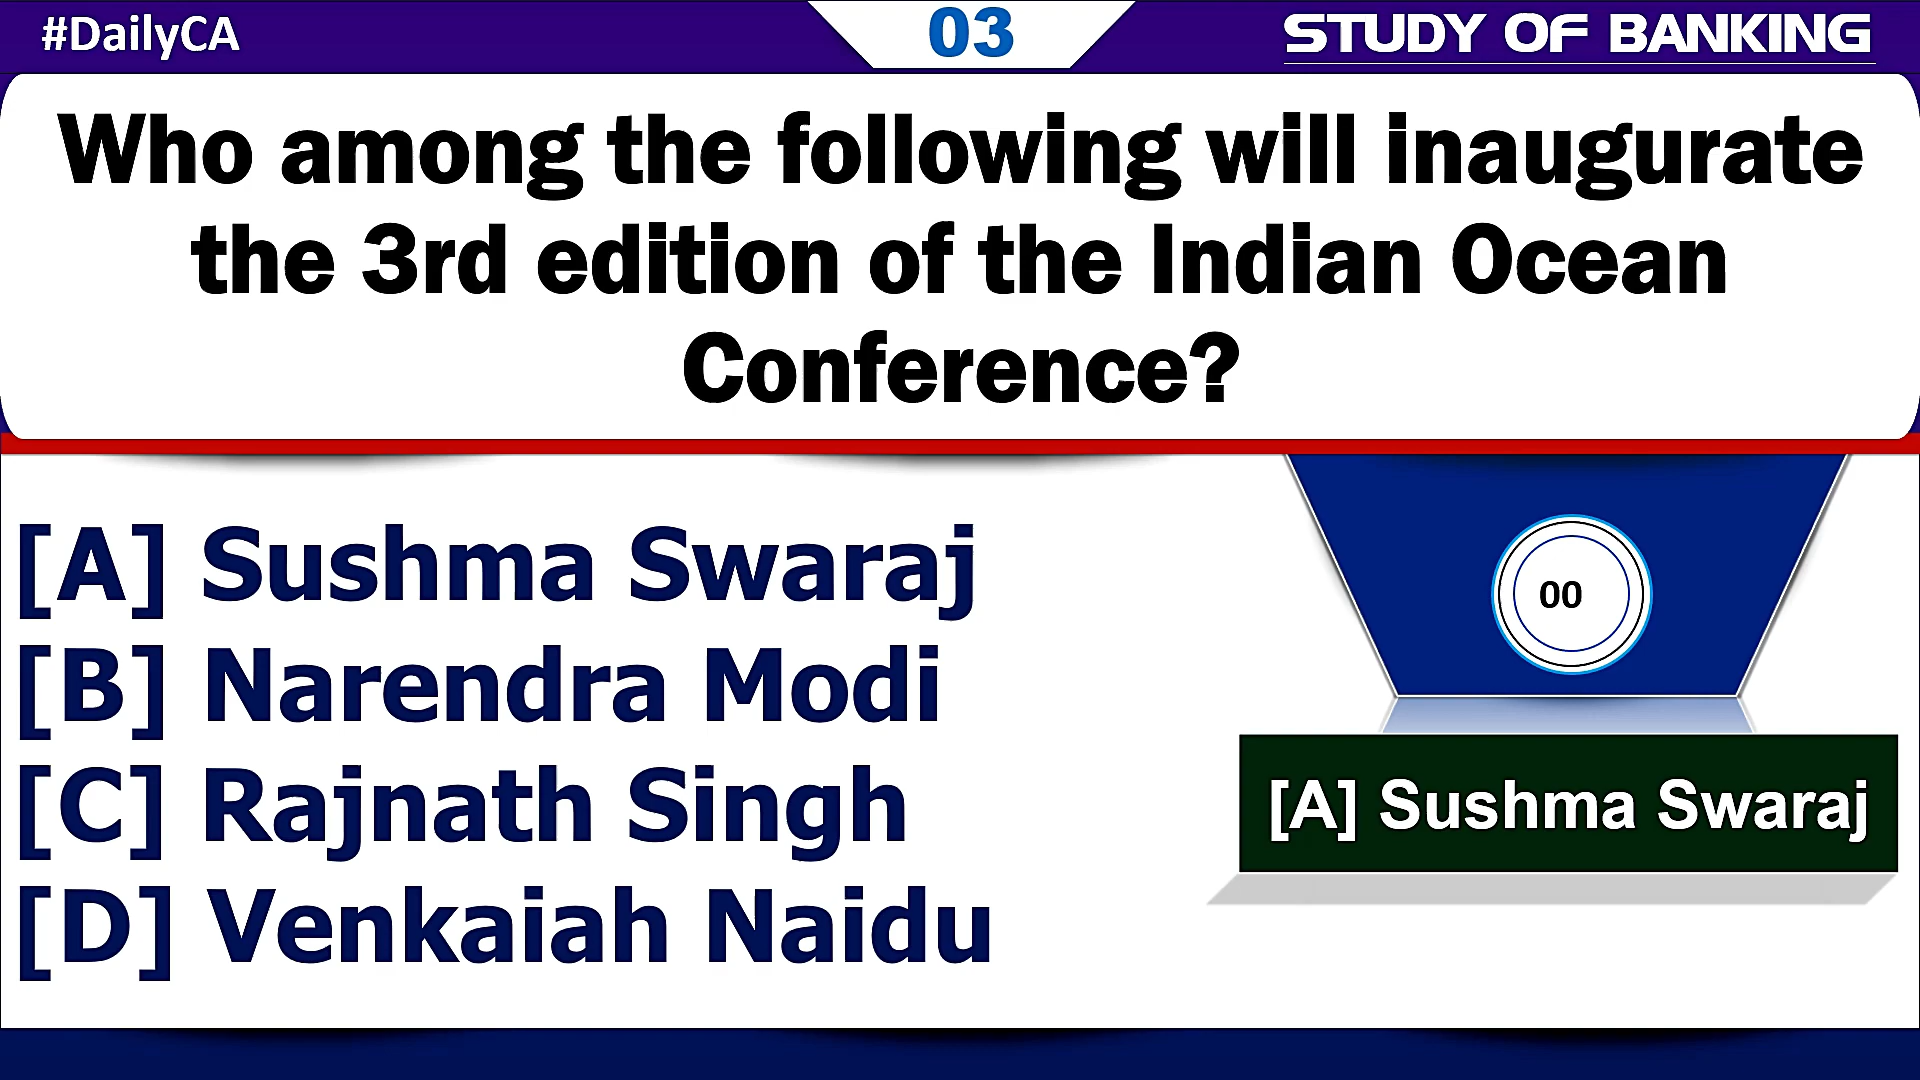 #DailyCA
03
STUDY OF BANKING
Who among the following will inaugurate
the 3rd edition of the Indian Ocean
Conference?
[A] Sushma Swaraj
[B] Narendra Modi
[C] Rajnath Singh
[D] Venkaiah Naidu
00
[A] Sushma Swaraj